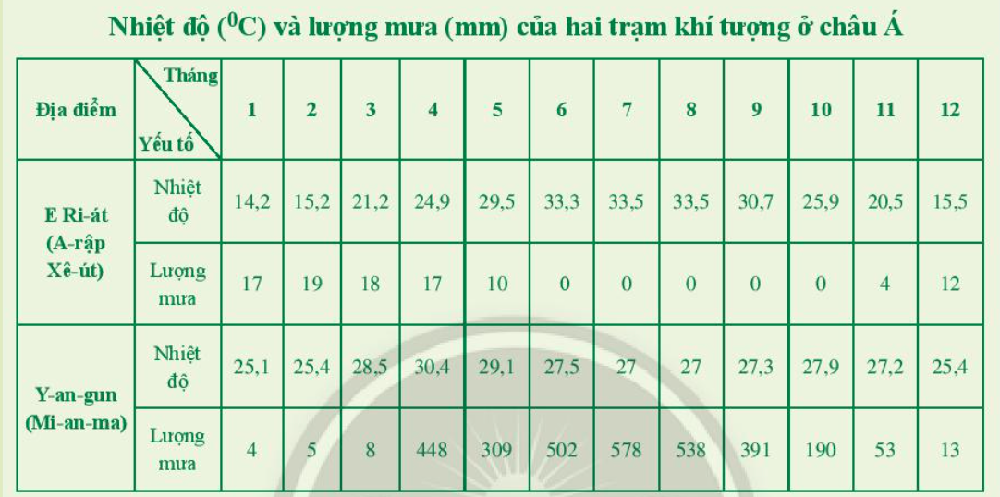 Nhiệt độ (⁰C) và lượng mưa (mm) của hai trạm khí tượng ở châu Á
Địa điểm Tháng Yếu tố 1 2 3 4 5 6 7 8 9 10 11 12
E Ri-át (A-rập Xê-út)
Nhiệt độ 14,2 15,2 21,2 24,9 29,5 33,3 33,5 33,5 30,7 25,9 20,5 15,5
Lượng mưa 17 19 18 17 10 0 0 0 0 0 4 12
Y-an-gun (Mi-an-ma)
Nhiệt độ 25,1 25,4 28,5 30,4 29,1 27,5 27 27 27,3 27,9 27,2 25,4
Lượng mưa 4 5 8 448 309 502 578 538 391 190 53 13